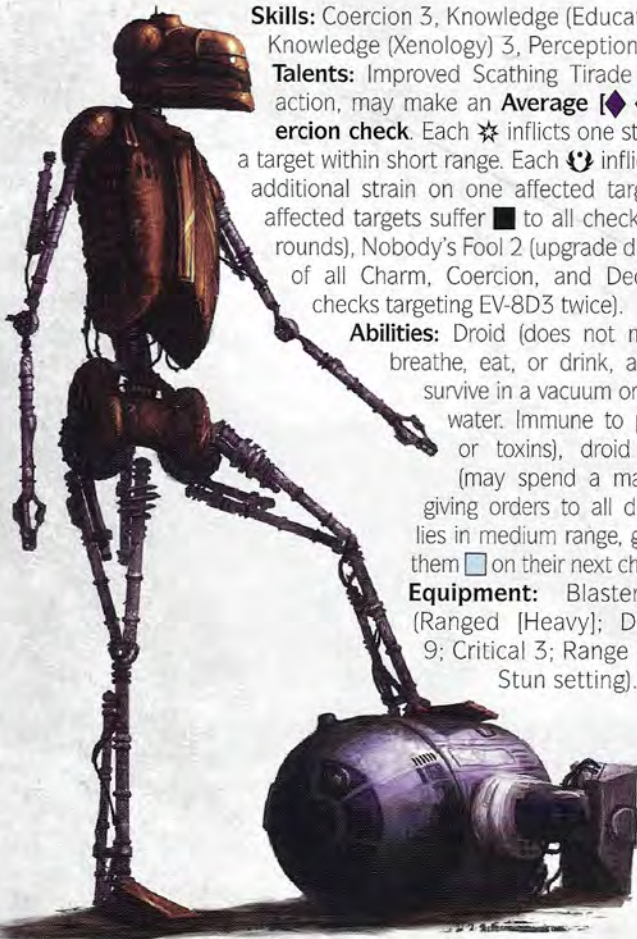 Skills: Coercion 3, Knowledge (Educa
Knowledge (Xenology) 3, Perception
Talents: Improved Scathing Tirade
action, may make an Average [◆
ercion check. Each inflicts one st
a target within short range. Each inflic
additional strain on one affected targ
affected targets suffer ■ to all check
rounds), Nobody's Fool 2 (upgrade d
of all Charm, Coercion, and Dec
checks targeting EV-8D3 twice).
Abilities: Droid (does not n
breathe, eat, or drink, a
survive in a vacuum or
water. Immune to
or toxins), droid
(may spend a ma
giving orders to all d
lies in medium range, g
them □ on their next ch
Equipment: Blaster
(Ranged [Heavy]; D
9; Critical 3; Range
Stun setting).